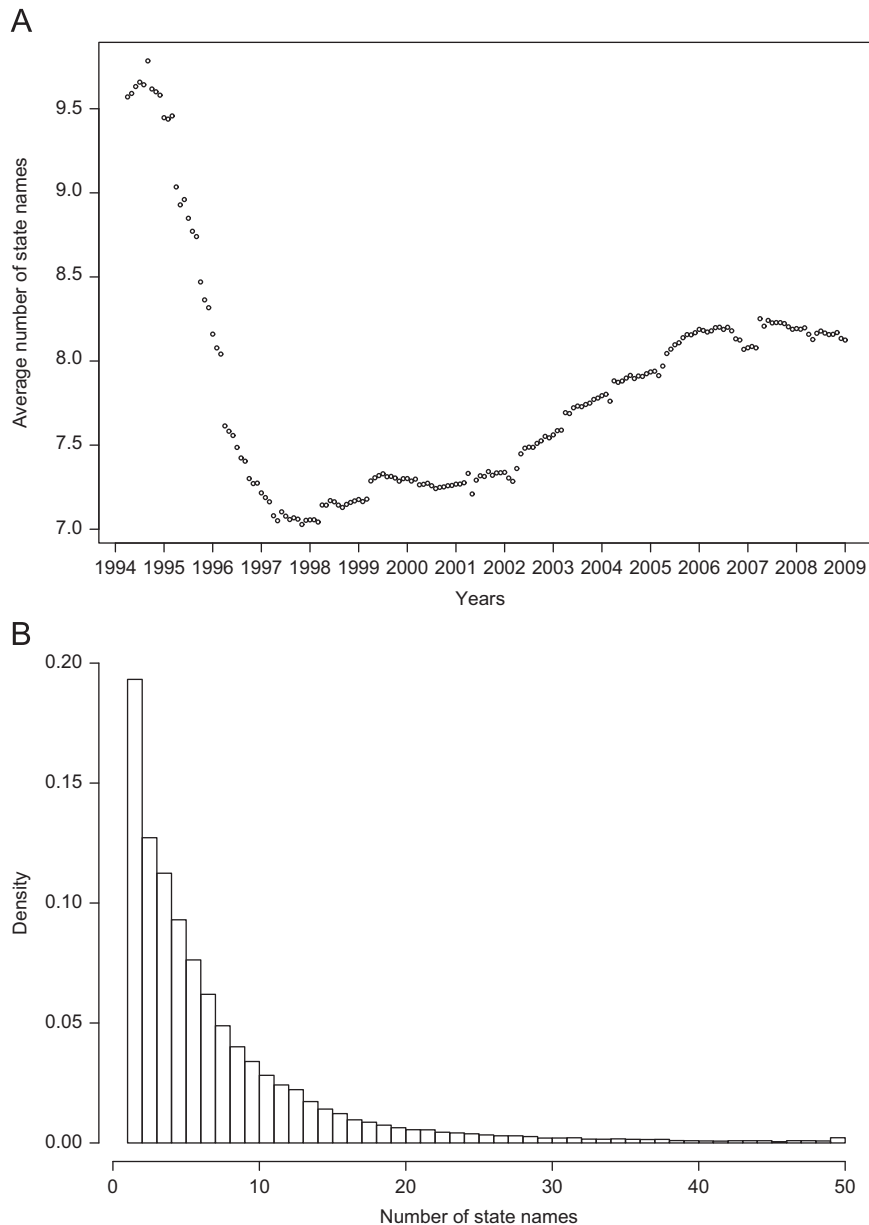 A
Average number of state names
9.5
9.0
8.5
8.0
7.5
7.0
1994 1995 1996 1997 1998 1999 2000 2001 2002 2003 2004 2005 2006 2007 2008 2009
Years
B
Density
0.20
0.15
0.10
0.05
0.00
0 10 20 30 40 50
Number of state names